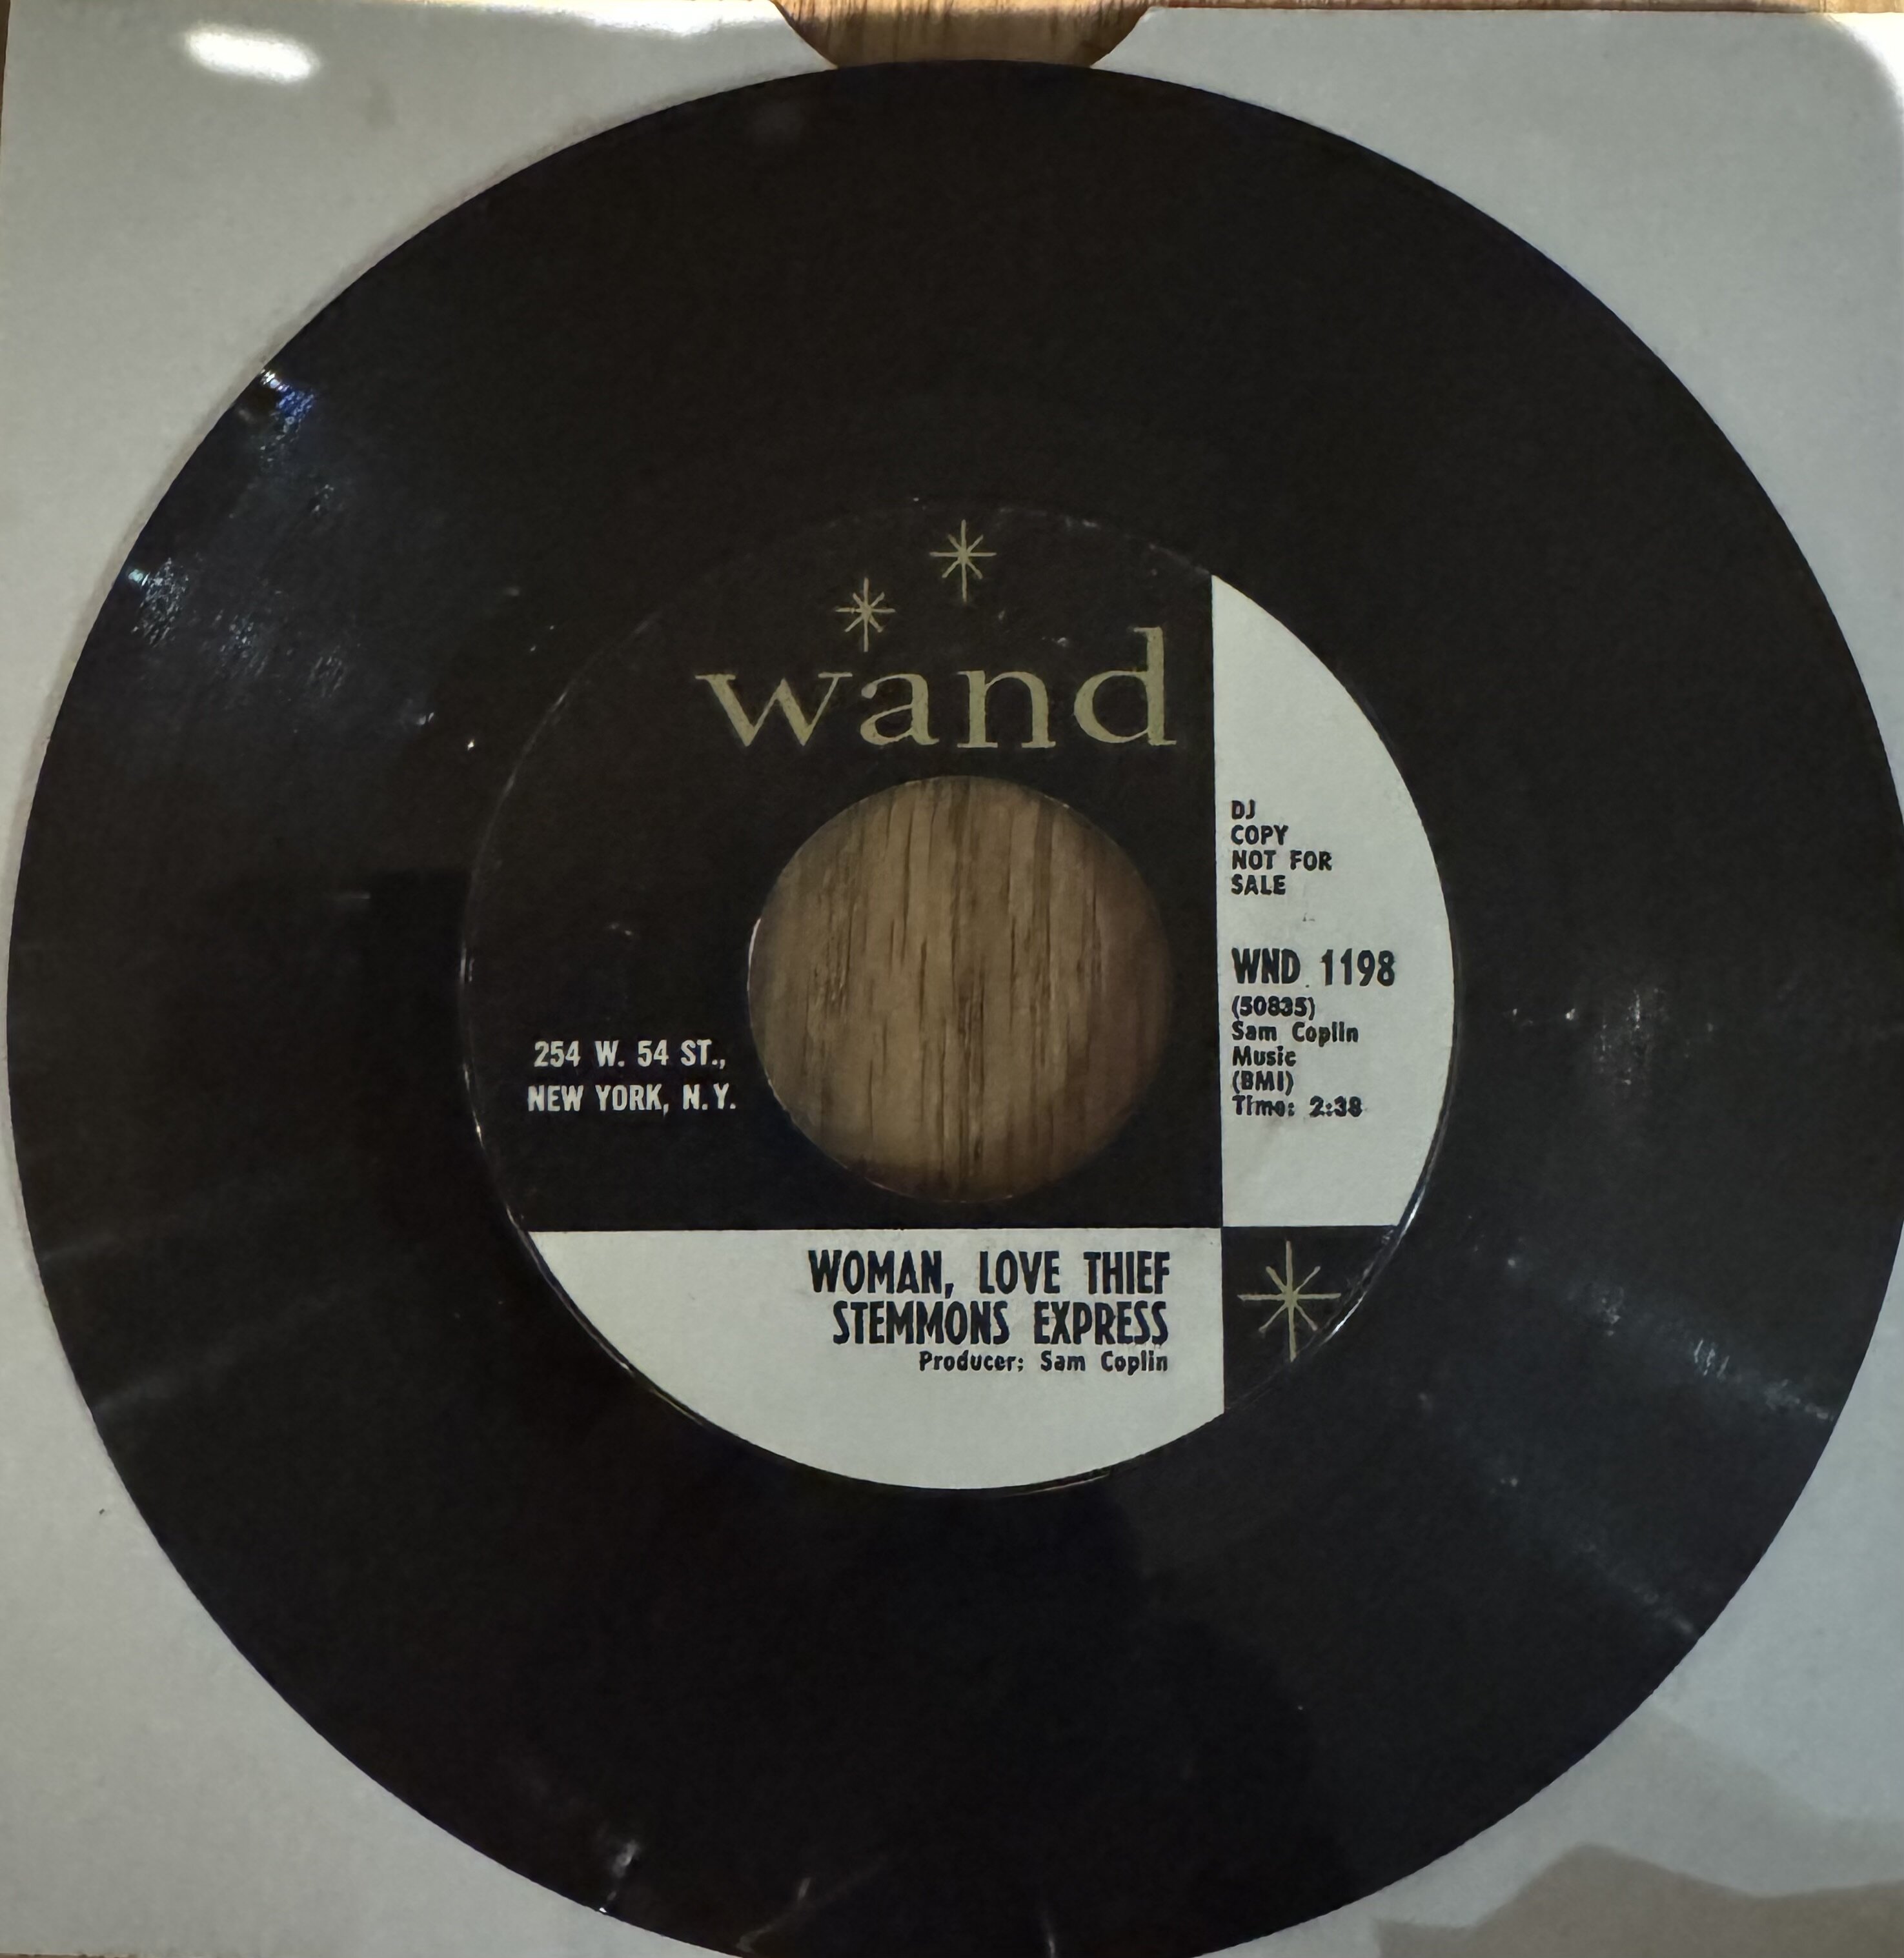 wand
DJ
COPY
NOT FOR
SALE
WND 1198
(50835)
Sam Coplin
Music
(BMI)
Time: 2:38
254 W. 54 ST.,
NEW YORK, N.Y.
WOMAN, LOVE THIEF
STEMMONS EXPRESS
Producer: Sam Coplin